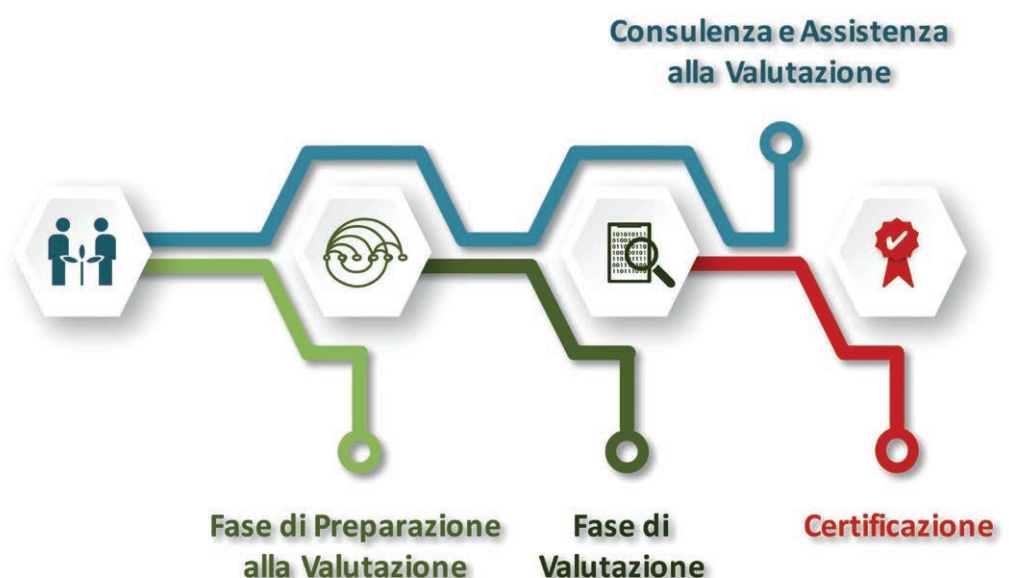 Consulenza e Assistenza
alla Valutazione
Fase di Preparazione
alla Valutazione
Fase di
Valutazione
Certificazione